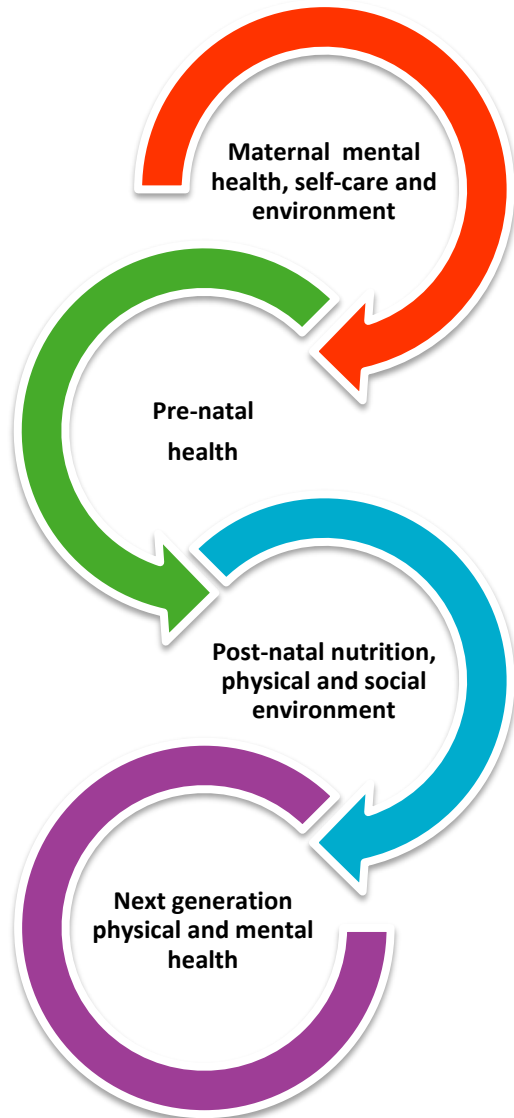 Maternal mental
health, self-care and
environment
Pre-natal
health
Post-natal nutrition,
physical and social
environment
Next generation
physical and mental
health